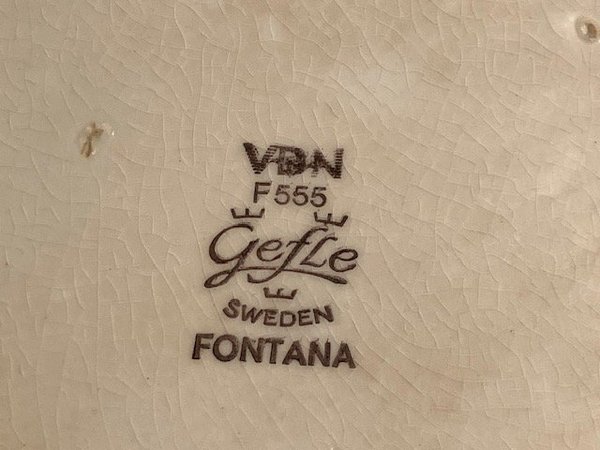 VDN
F555
Gefle
SWEDEN
FONTANA